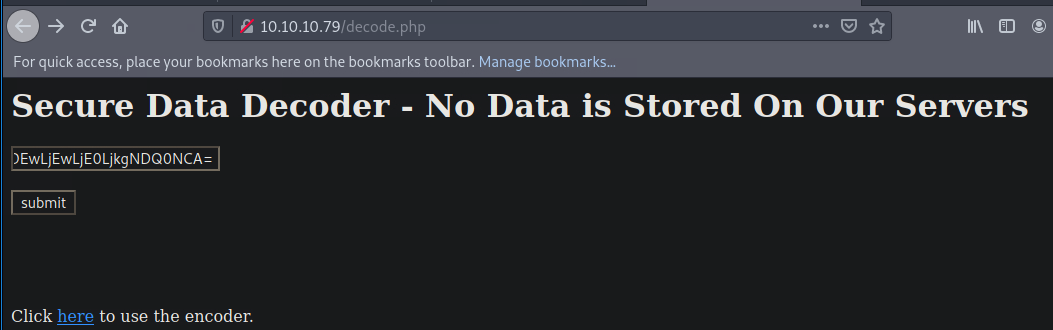 10.10.10.79/decode.php
For quick access, place your bookmarks here on the bookmarks toolbar. Manage bookmarks...
Secure Data Decoder - No Data is Stored On Our Servers
EwLjEwLjE0LjkgNDQ0NCA=
submit
Click here to use the encoder.